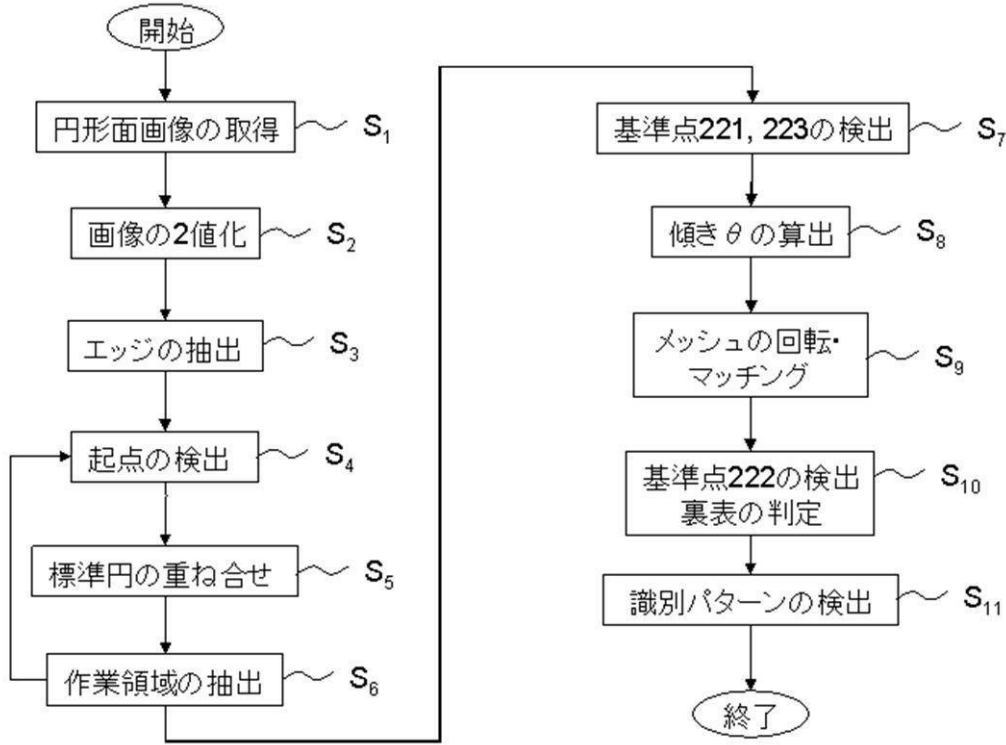 開始
円形面画像の取得 S1
画像の2値化 S2
エッジの抽出 S3
起点の検出 S4
標準円の重ね合せ S5
作業領域の抽出 S6
基準点221, 223の検出 S7
傾きθの算出 S8
メッシュの回転・
マッチング S9
基準点222の検出
裏表の判定 S10
識別パターンの検出 S11
終了